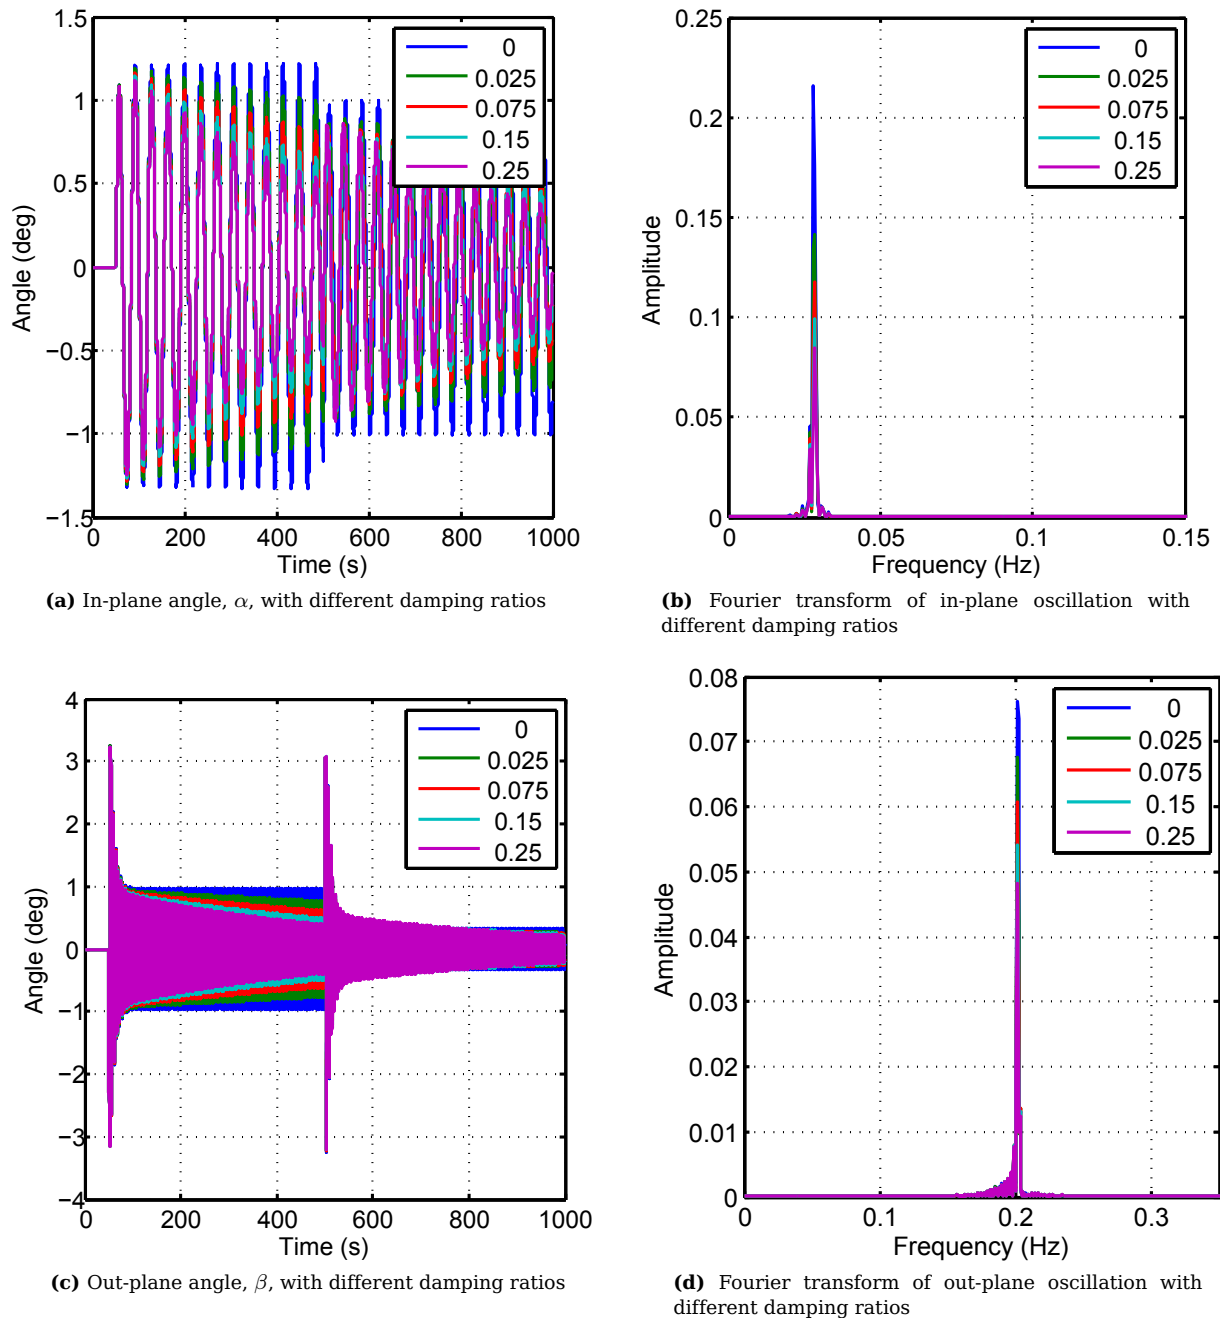 1.5
1
0.5
0
−0.5
−1
−1.5
Angle (deg)
0
0.025
0.075
0.15
0.25
0 200 400 600 800 1000
Time (s)
(a) In-plane angle, α, with different damping ratios
0.25
0.2
0.15
0.1
0.05
0
Amplitude
0
0.025
0.075
0.15
0.25
0 0.05 0.1 0.15
Frequency (Hz)
(b) Fourier transform of in-plane oscillation with
different damping ratios
4
3
2
1
0
−1
−2
−3
−4
Angle (deg)
0
0.025
0.075
0.15
0.25
0 200 400 600 800 1000
Time (s)
(c) Out-plane angle, β, with different damping ratios
0.08
0.07
0.06
0.05
0.04
0.03
0.02
0.01
0
Amplitude
0
0.025
0.075
0.15
0.25
0 0.1 0.2 0.3
Frequency (Hz)
(d) Fourier transform of out-plane oscillation with
different damping ratios